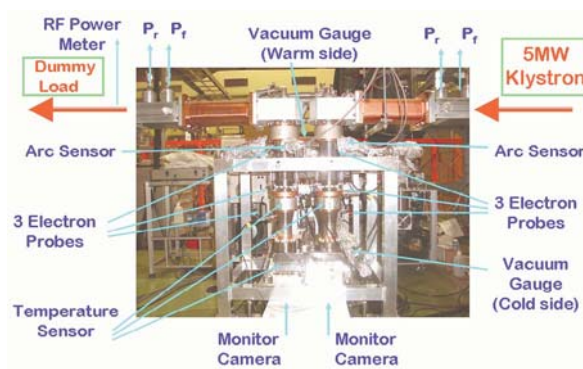 RF Power
Meter
Pr
Pf
Vacuum Gauge
(Warm side)
Pr
Pf
Dummy
Load
5MW
Klystron
Arc Sensor
Arc Sensor
3 Electron
Probes
3 Electron
Probes
Vacuum
Gauge
(Cold side)
Temperature
Sensor
Monitor
Camera
Monitor
Camera